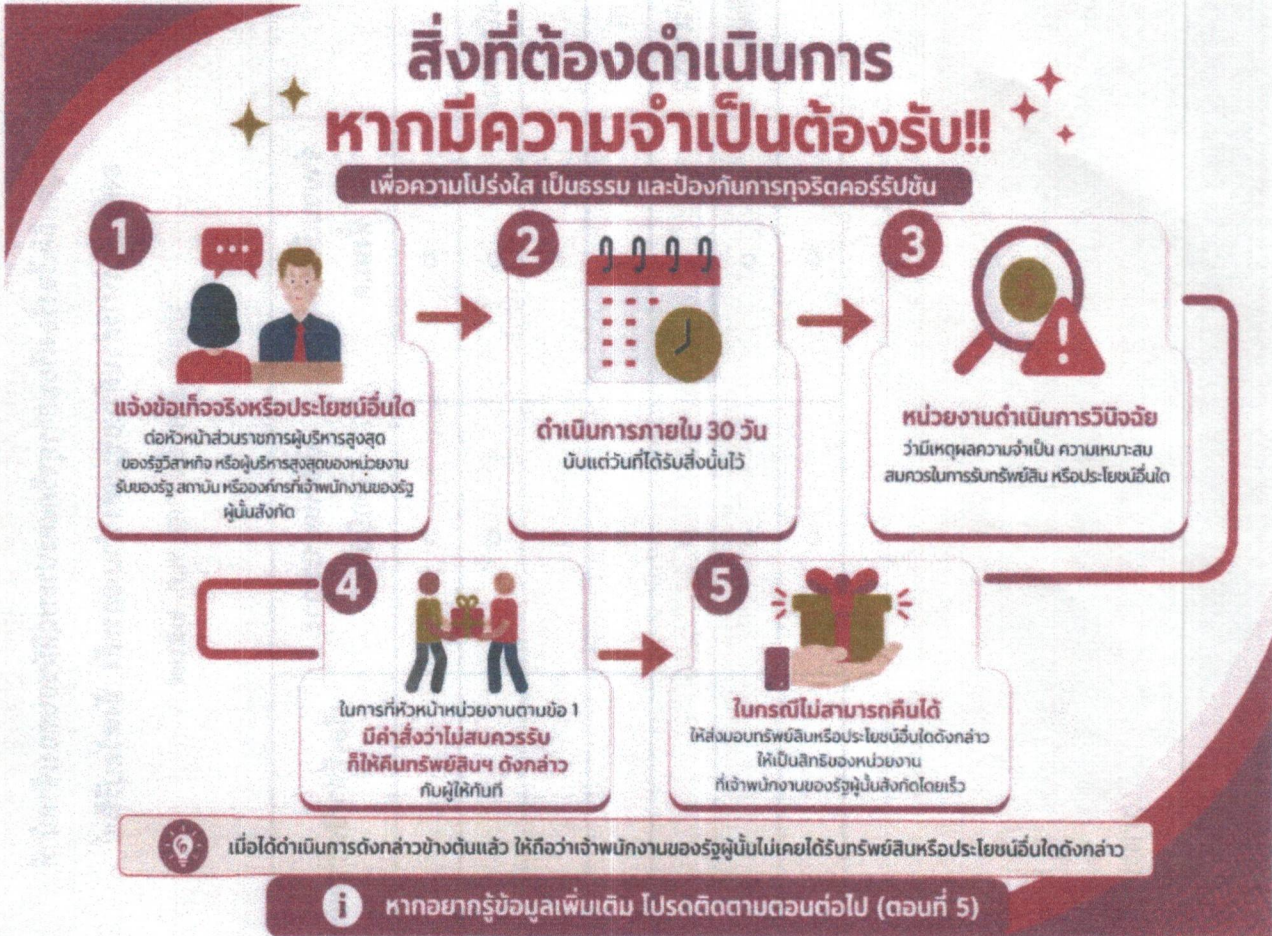 สิ่งที่ต้องดำเนินการ
หากมีความจำเป็นต้องรับ!!
เพื่อความโปร่งใส เป็นธรรม และป้องกันการทุจริตคอร์รัปชัน
1
แจ้งข้อเท็จจริงหรือประโยชน์อื่นใด
ต่อหัวหน้าส่วนราชการผู้บริหารสูงสุด
ของรัฐวิสาหกิจ หรือผู้บริหารสูงสุดของหน่วยงาน
รับของรัฐ สถาบัน หรือองค์กรที่เจ้าพนักงานของรัฐ
ผู้นั้นสังกัด
2
ดำเนินการภายใน 30 วัน
นับแต่วันที่ได้รับสิ่งนั้นไว้
3
หน่วยงานดำเนินการวินิจฉัย
ว่ามีเหตุผลความจำเป็น ความเหมาะสม
สมควรในการรับทรัพย์สิน หรือประโยชน์อื่นใด
4
ในการที่หัวหน้าหน่วยงานตามข้อ 1
มีคำสั่งว่าไม่สมควรรับ
ก็ให้คืนทรัพย์สินฯ ดังกล่าว
กับผู้ให้ทันที
5
ในกรณีไม่สามารถคืนได้
ให้ส่งมอบทรัพย์สินหรือประโยชน์อื่นใดดังกล่าว
ให้เป็นสิทธิของหน่วยงาน
ที่เจ้าพนักงานของรัฐผู้นั้นสังกัดโดยเร็ว
เมื่อได้ดำเนินการดังกล่าวข้างต้นแล้ว ให้ถือว่าเจ้าพนักงานของรัฐผู้นั้นไม่เคยได้รับทรัพย์สินหรือประโยชน์อื่นใดดังกล่าว
i หากอยากรู้ข้อมูลเพิ่มเติม โปรดติดตามตอนต่อไป (ตอนที่ 5)